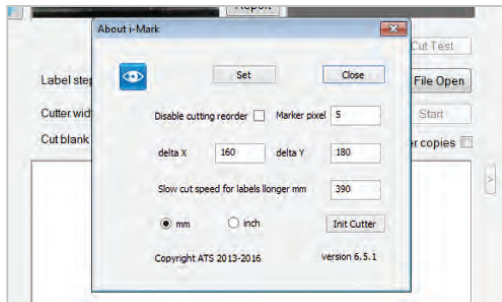 Report
About i-Mark
Cut Test
Set
Close
Label step
File Open
Cutter wid
Disable cutting reorder
Marker pixel
5
Start
Cut blank
er copies
delta X
160
delta Y
180
>
Slow cut speed for labels llonger mm
390
mm
inch
Init Cutter
Copyright ATS 2013-2016
version 6.5.1